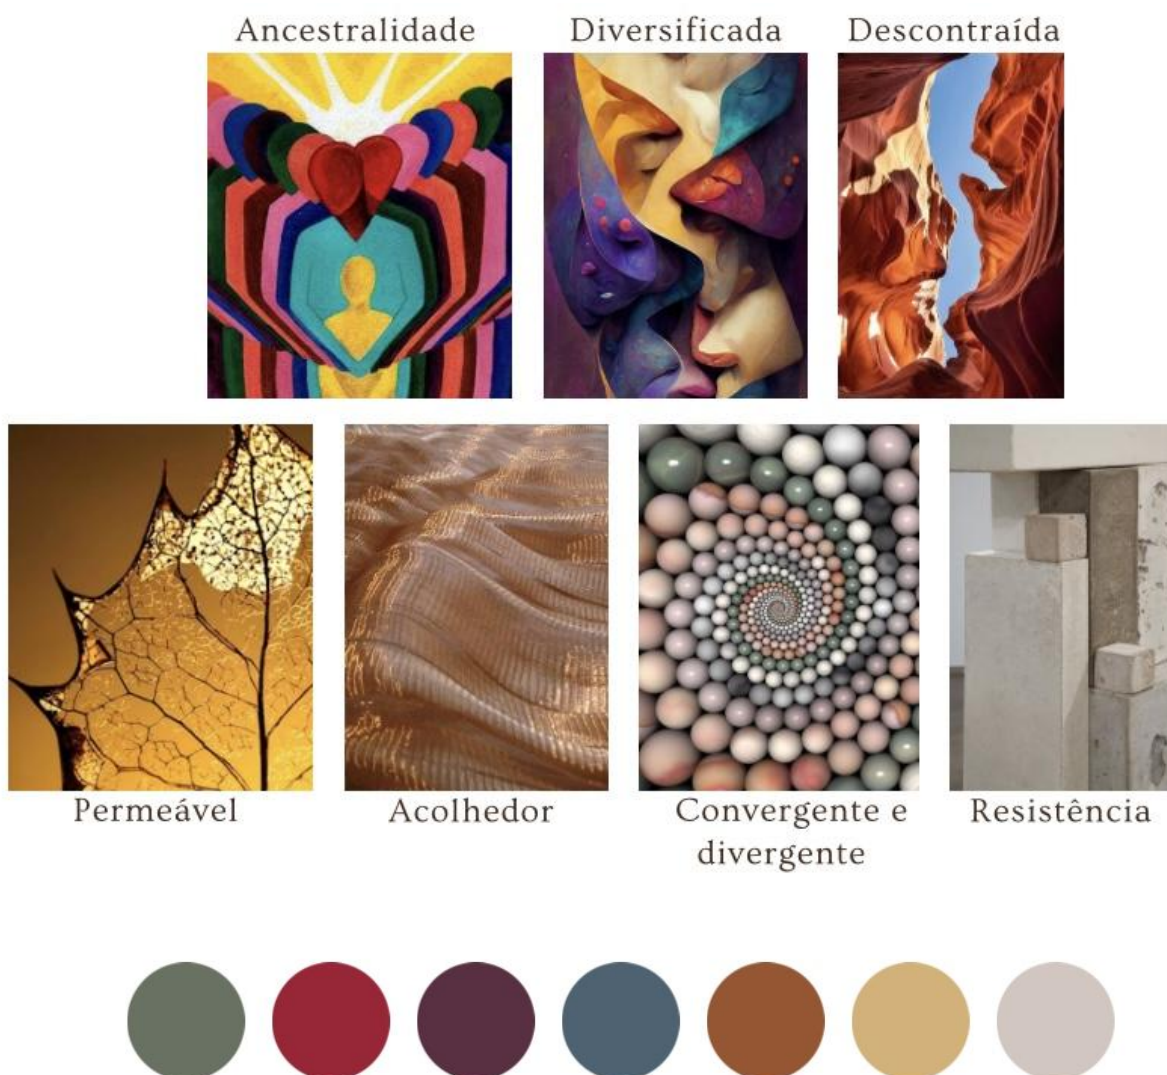 Ancestralidade
Diversificada
Descontraída
Permeável
Acolhedor
Convergente e
divergente
Resistência